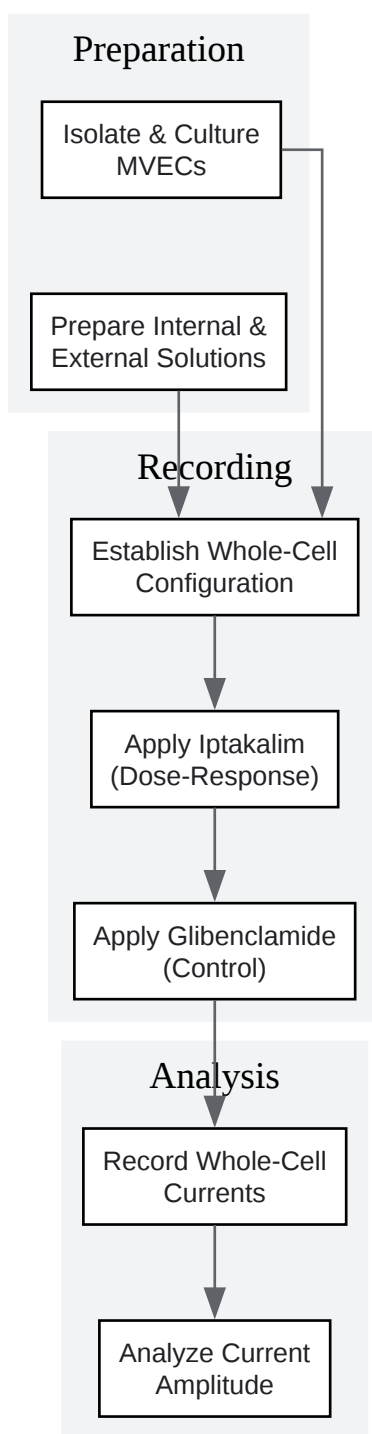 Preparation
Isolate & Culture
MVECs
Prepare Internal &
External Solutions
Recording
Establish Whole-Cell
Configuration
Apply Iptakalim
(Dose-Response)
Apply Glibenclamide
(Control)
Analysis
Record Whole-Cell
Currents
Analyze Current
Amplitude